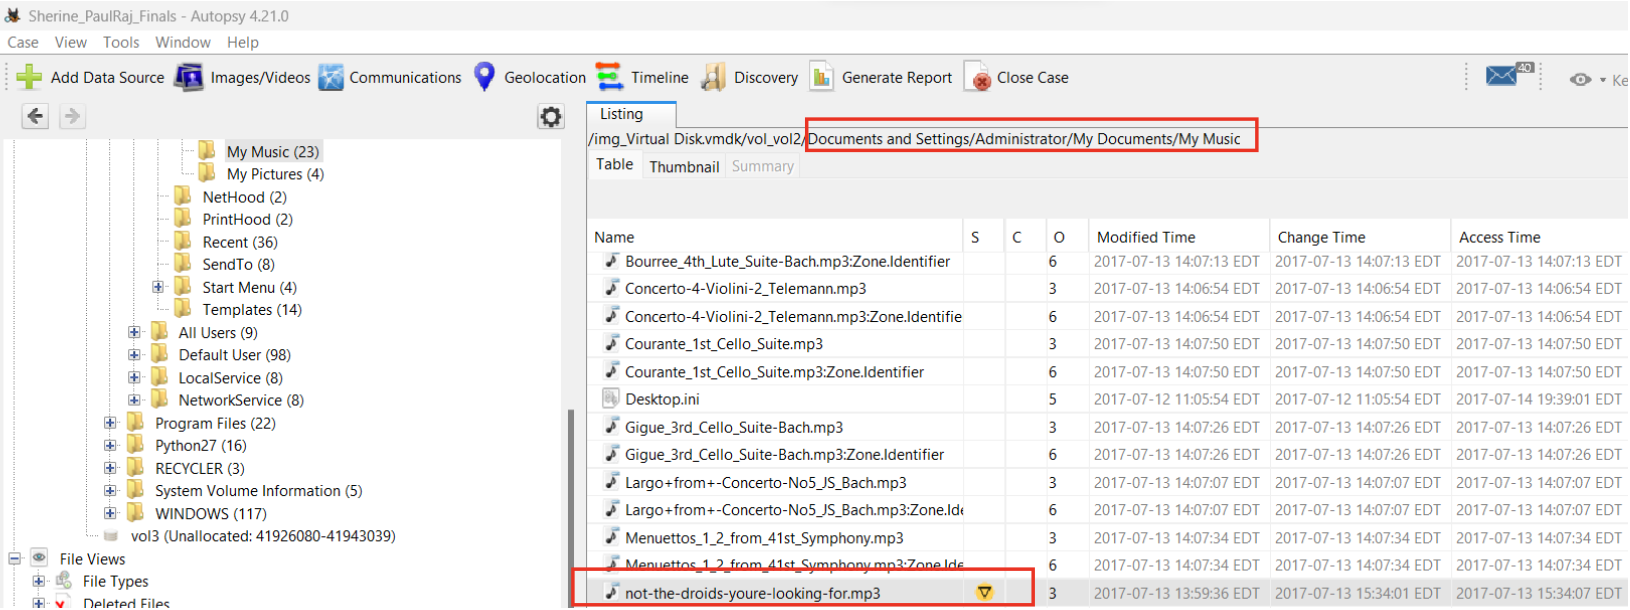 Sherine_PaulRaj_Finals - Autopsy 4.21.0
Case View Tools Window Help
Add Data Source Images/Videos Communications Geolocation Timeline Discovery Generate Report Close Case 40
My Music (23)
My Pictures (4)
NetHood (2)
PrintHood (2)
Recent (36)
SendTo (8)
Start Menu (4)
Templates (14)
All Users (9)
Default User (98)
LocalService (8)
NetworkService (8)
Program Files (22)
Python27 (16)
RECYCLER (3)
System Volume Information (5)
WINDOWS (117)
vol3 (Unallocated: 41926080-41943039)
File Views
File Types
Deleted Files
Listing
/img_Virtual Disk.vmdk/vol_vol2/Documents and Settings/Administrator/My Documents/My Music
Table Thumbnail Summary
Name S C O Modified Time Change Time Access Time
Bourree_4th_Lute_Suite-Bach.mp3:Zone.Identifier 6 2017-07-13 14:07:13 EDT 2017-07-13 14:07:13 EDT 2017-07-13 14:07:13 EDT
Concerto-4-Violini-2_Telemann.mp3 3 2017-07-13 14:06:54 EDT 2017-07-13 14:06:54 EDT 2017-07-13 14:06:54 EDT
Concerto-4-Violini-2_Telemann.mp3:Zone.Identifie 6 2017-07-13 14:06:54 EDT 2017-07-13 14:06:54 EDT 2017-07-13 14:06:54 EDT
Courante_1st_Cello_Suite.mp3 3 2017-07-13 14:07:50 EDT 2017-07-13 14:07:50 EDT 2017-07-13 14:07:50 EDT
Courante_1st_Cello_Suite.mp3:Zone.Identifier 6 2017-07-13 14:07:50 EDT 2017-07-13 14:07:50 EDT 2017-07-13 14:07:50 EDT
Desktop.ini 5 2017-07-12 11:05:54 EDT 2017-07-12 11:05:54 EDT 2017-07-14 19:39:01 EDT
Gigue_3rd_Cello_Suite-Bach.mp3 3 2017-07-13 14:07:26 EDT 2017-07-13 14:07:26 EDT 2017-07-13 14:07:26 EDT
Gigue_3rd_Cello_Suite-Bach.mp3:Zone.Identifier 6 2017-07-13 14:07:26 EDT 2017-07-13 14:07:26 EDT 2017-07-13 14:07:26 EDT
Largo+from+-Concerto-No5_JS_Bach.mp3 3 2017-07-13 14:07:07 EDT 2017-07-13 14:07:07 EDT 2017-07-13 14:07:07 EDT
Largo+from+-Concerto-No5_JS_Bach.mp3:Zone.Ide 6 2017-07-13 14:07:07 EDT 2017-07-13 14:07:07 EDT 2017-07-13 14:07:07 EDT
Menuettos_1_2_from_41st_Symphony.mp3 3 2017-07-13 14:07:34 EDT 2017-07-13 14:07:34 EDT 2017-07-13 14:07:34 EDT
Menuettos_1_2_from_41st_Symphony.mp3:Zone.Ide 6 2017-07-13 14:07:34 EDT 2017-07-13 14:07:34 EDT 2017-07-13 14:07:34 EDT
not-the-droids-youre-looking-for.mp3 3 2017-07-13 13:59:36 EDT 2017-07-13 15:34:01 EDT 2017-07-13 15:34:07 EDT